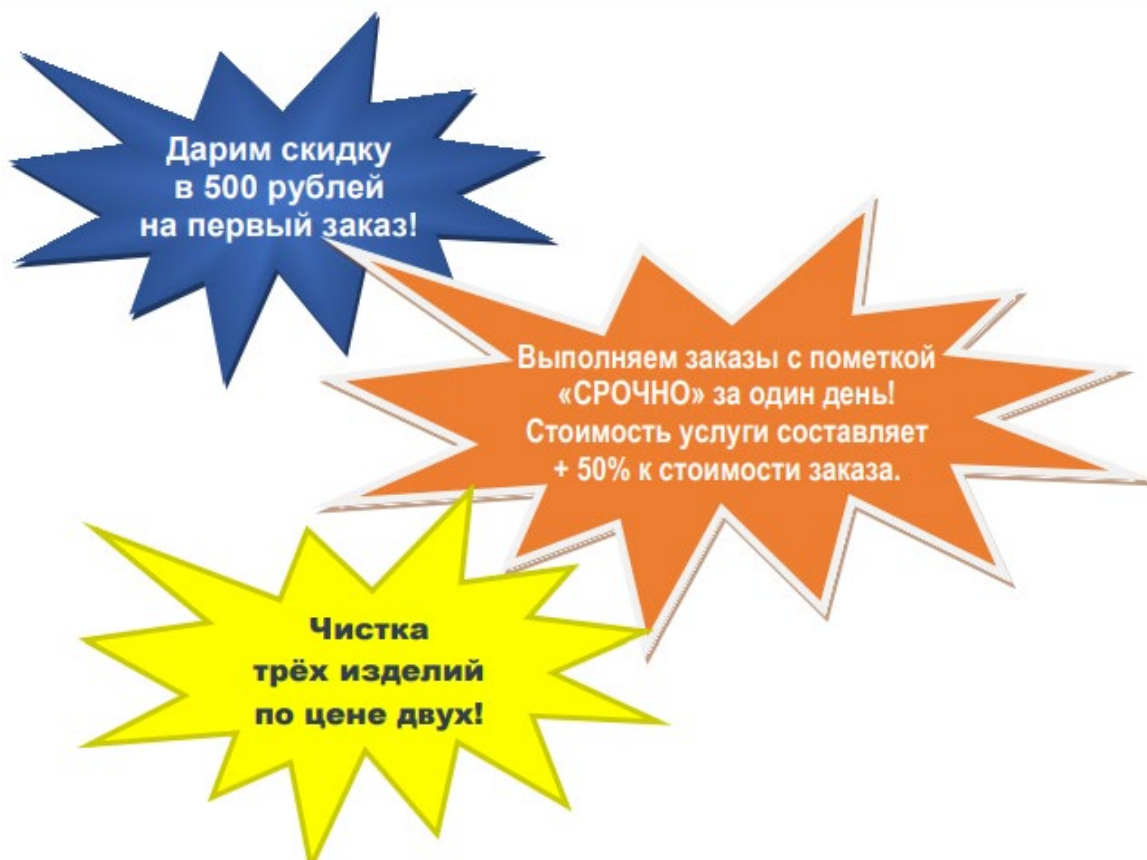 Дарим скидку
в 500 рублей
на первый заказ!
Выполняем заказы с пометкой
«СРОЧНО» за один день!
Стоимость услуги составляет
+ 50% к стоимости заказа.
Чистка
трёх изделий
по цене двух!